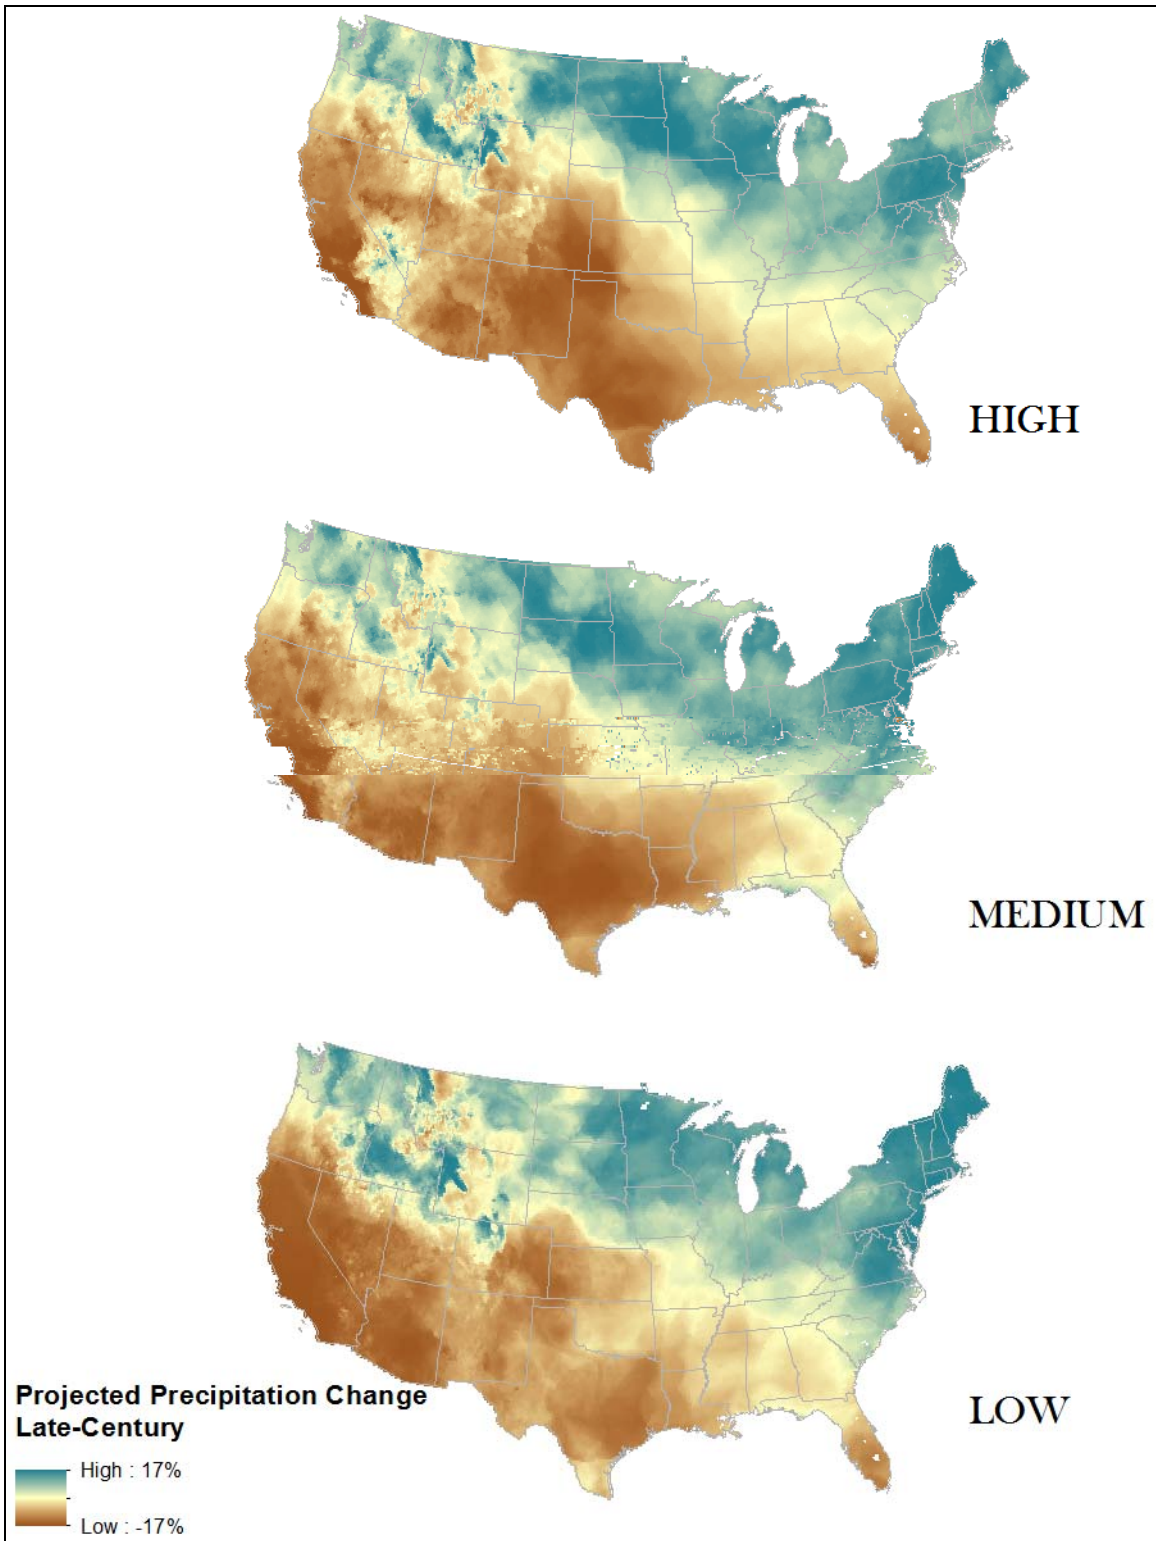 HIGH
MEDIUM
LOW
Projected Precipitation Change
Late-Century
High : 17%
Low : -17%